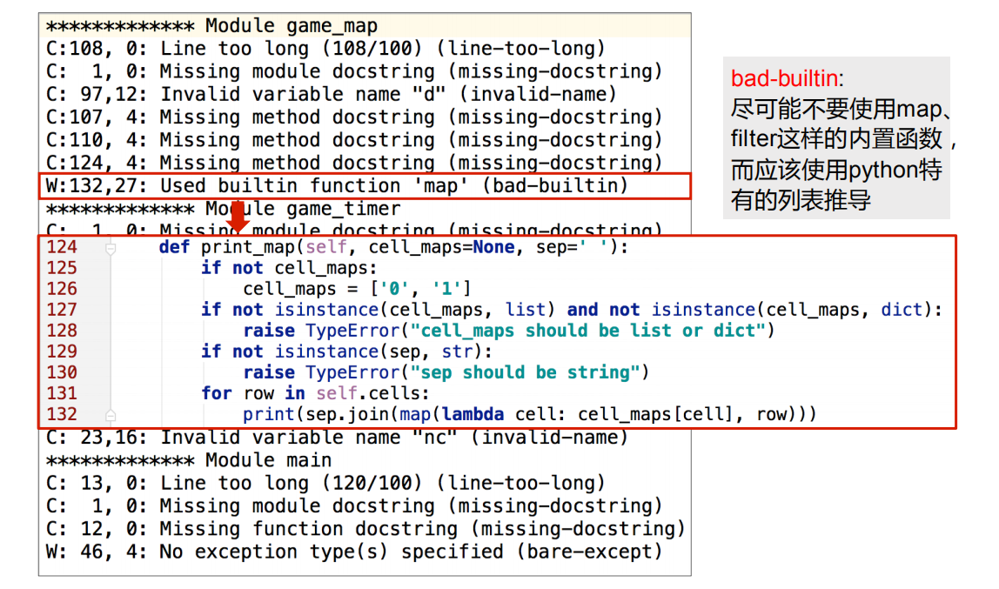 ************* Module game_map
C:108, 0: Line too long (108/100) (line-too-long)
C:  1, 0: Missing module docstring (missing-docstring)
C: 97,12: Invalid variable name "d" (invalid-name)
C:107, 4: Missing method docstring (missing-docstring)
C:110, 4: Missing method docstring (missing-docstring)
C:124, 4: Missing method docstring (missing-docstring)
W:132,27: Used builtin function 'map' (bad-builtin)
************* Module game_timer
C:  1, 0: Missing module docstring (missing-docstring)
124 def print_map(self, cell_maps=None, sep=' '):
125     if not cell_maps:
126         cell_maps = ['0', '1']
127     if not isinstance(cell_maps, list) and not isinstance(cell_maps, dict):
128         raise TypeError("cell_maps should be list or dict")
129     if not isinstance(sep, str):
130         raise TypeError("sep should be string")
131     for row in self.cells:
132         print(sep.join(map(lambda cell: cell_maps[cell], row)))
C: 23,16: Invalid variable name "nc" (invalid-name)
************* Module main
C: 13, 0: Line too long (120/100) (line-too-long)
C:  1, 0: Missing module docstring (missing-docstring)
C: 12, 0: Missing function docstring (missing-docstring)
W: 46, 4: No exception type(s) specified (bare-except)
bad-builtin:
尽可能不要使用map、
filter这样的内置函数，
而应该使用python特
有的列表推导